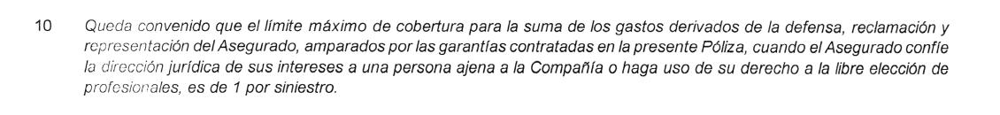 10 Queda convenido que el límite máximo de cobertura para la suma de los gastos derivados de la defensa, reclamación y
representación del Asegurado, amparados por las garantías contratadas en la presente Póliza, cuando el Asegurado confíe
la dirección jurídica de sus intereses a una persona ajena a la Compañía o haga uso de su derecho a la libre elección de
profesionales, es de 1 por siniestro.